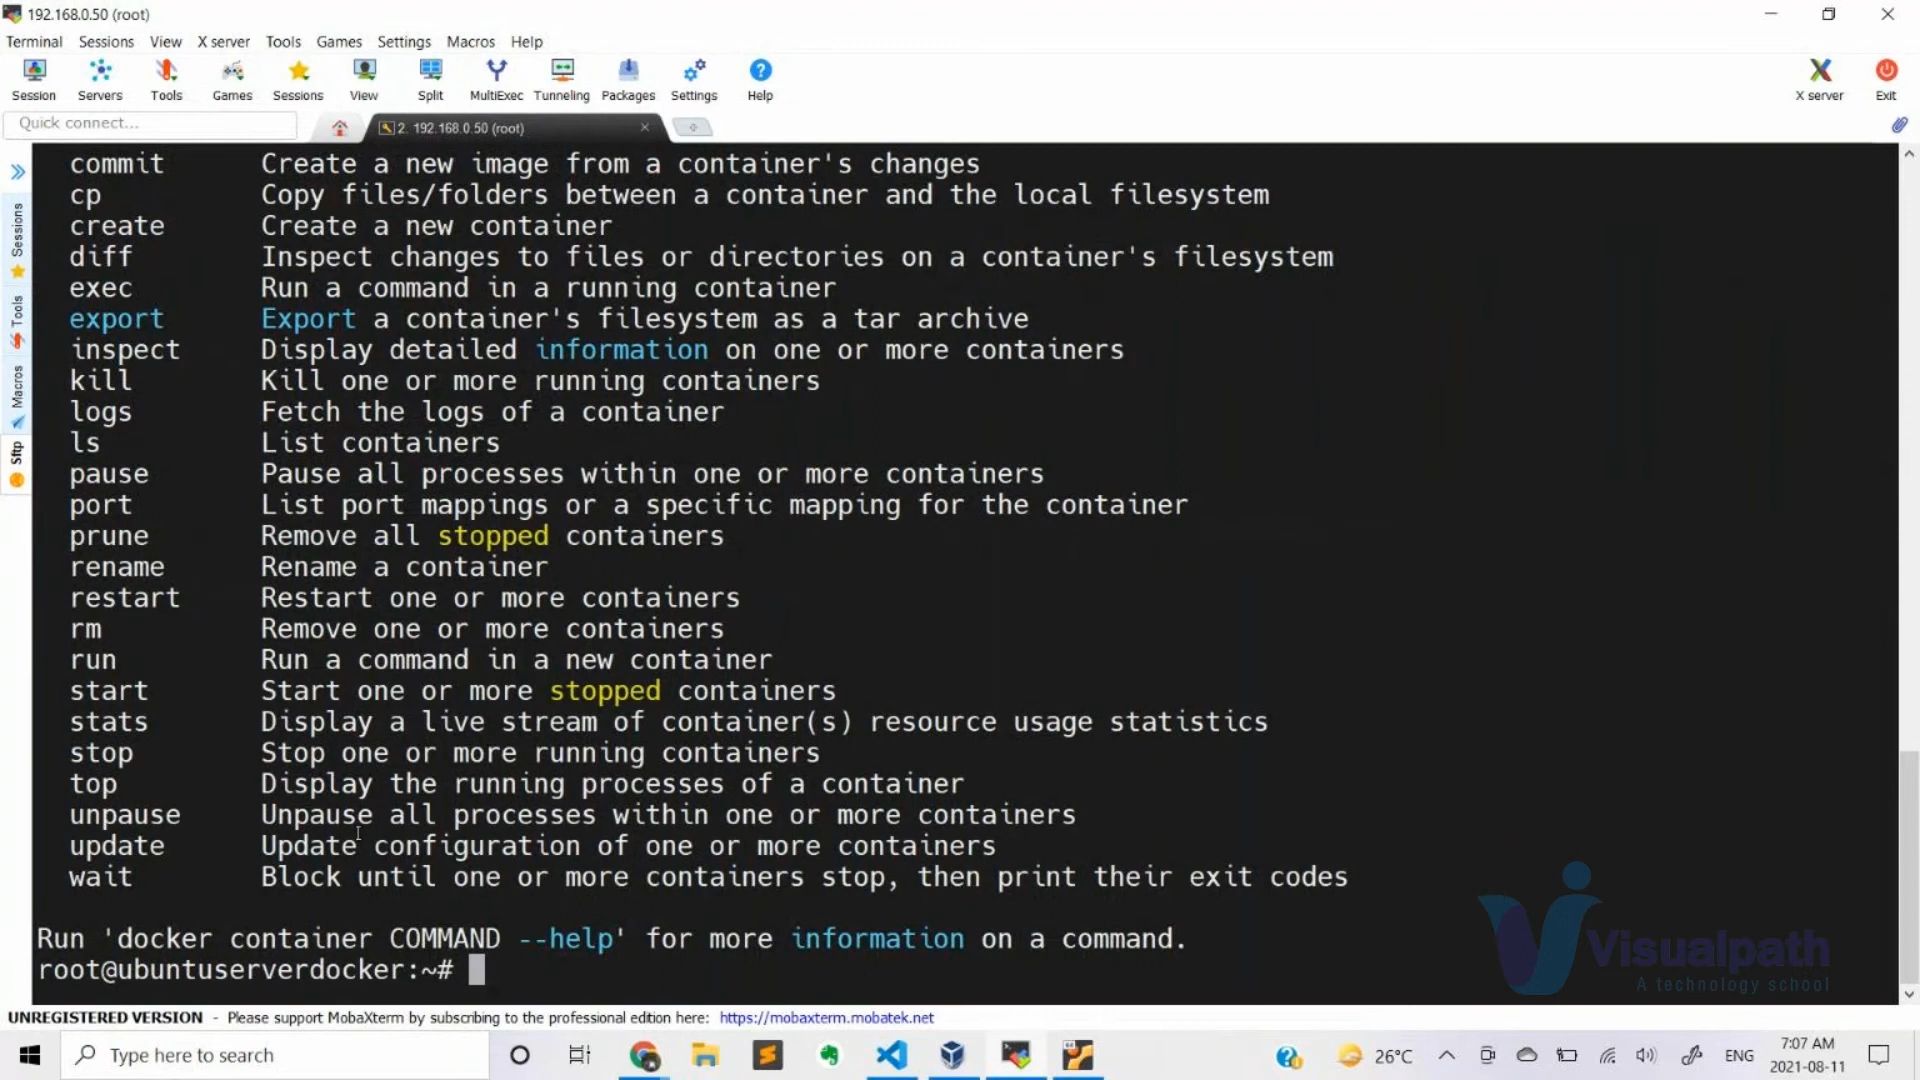 192.168.0.50 (root)
Terminal Sessions View X server Tools Games Settings Macros Help
Session Servers Tools Games Sessions View Split MultiExec Tunneling Packages Settings Help X server Exit
Quick connect...
2. 192.168.0.50 (root)
Sessions
Tools
Macros
Sftp
commit Create a new image from a container's changes
cp Copy files/folders between a container and the local filesystem
create Create a new container
diff Inspect changes to files or directories on a container's filesystem
exec Run a command in a running container
export Export a container's filesystem as a tar archive
inspect Display detailed information on one or more containers
kill Kill one or more running containers
logs Fetch the logs of a container
ls List containers
pause Pause all processes within one or more containers
port List port mappings or a specific mapping for the container
prune Remove all stopped containers
rename Rename a container
restart Restart one or more containers
rm Remove one or more containers
run Run a command in a new container
start Start one or more stopped containers
stats Display a live stream of container(s) resource usage statistics
stop Stop one or more running containers
top Display the running processes of a container
unpause Unpause all processes within one or more containers
update Update configuration of one or more containers
wait Block until one or more containers stop, then print their exit codes
Run 'docker container COMMAND --help' for more information on a command.
root@ubuntuserverdocker:~#
Visualpath
A technology school
UNREGISTERED VERSION - Please support MobaXterm by subscribing to the professional edition here: https://mobaxterm.mobatek.net
Type here to search
26°C
ENG
7:07 AM
2021-08-11